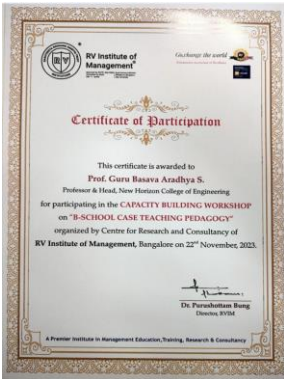 RV Institute of
Management®
Go, change the world
Certificate of Participation
This certificate is awarded to
Prof. Guru Basava Aradhya S.
Professor & Head, New Horizon College of Engineering
for participating in the CAPACITY BUILDING WORKSHOP
on "B-SCHOOL CASE TEACHING PEDAGOGY"
organized by Centre for Research and Consultancy of
RV Institute of Management, Bangalore on 22nd November, 2023.
Dr. Purushottam Bung
Director, RVIM
A Premier Institute in Management Education, Training, Research & Consultancy